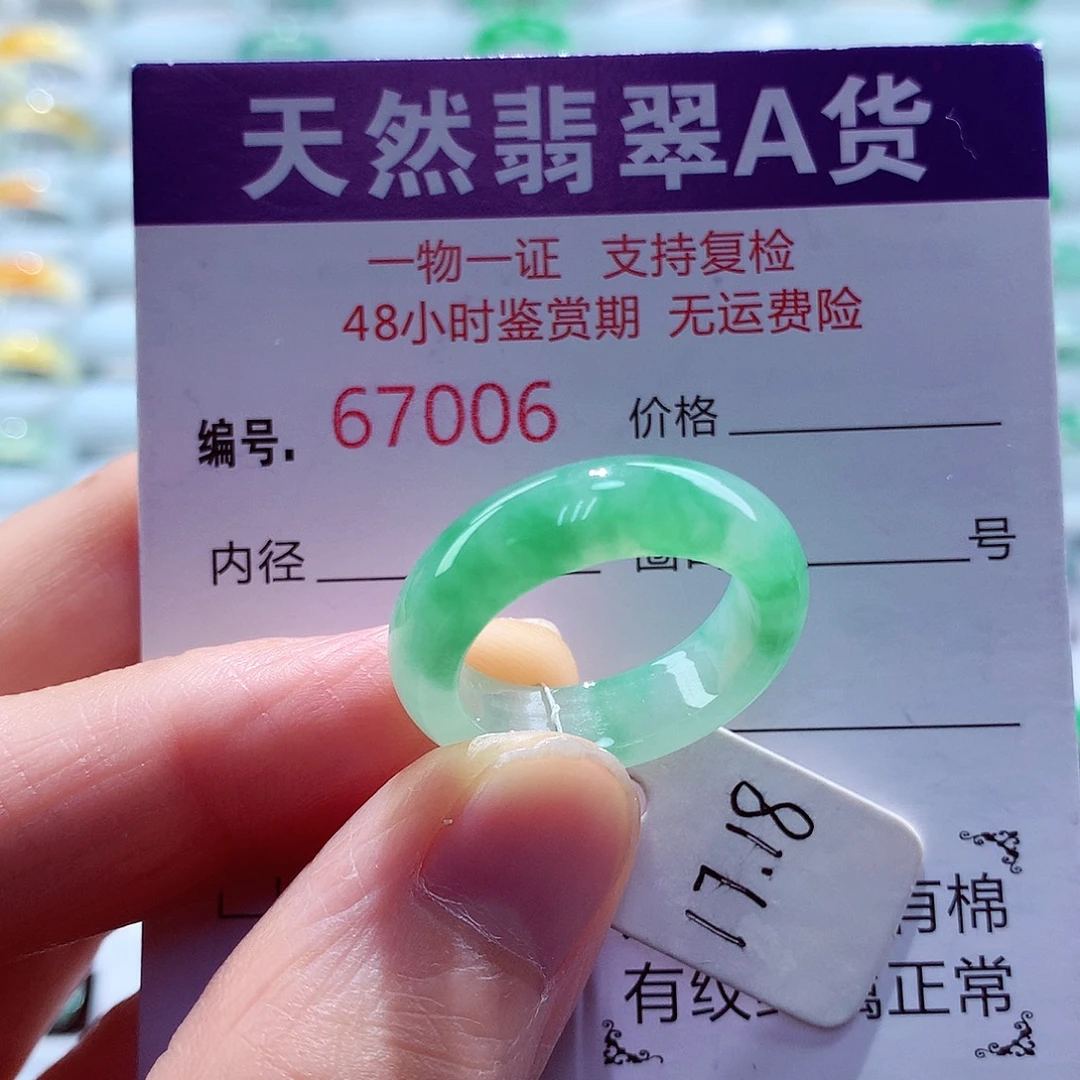 天然翡翠A货
一物一证 支持复检
48小时鉴赏期 无运费险
编号. 67006 价格
内径 号
17.18
有棉
有纹 正常